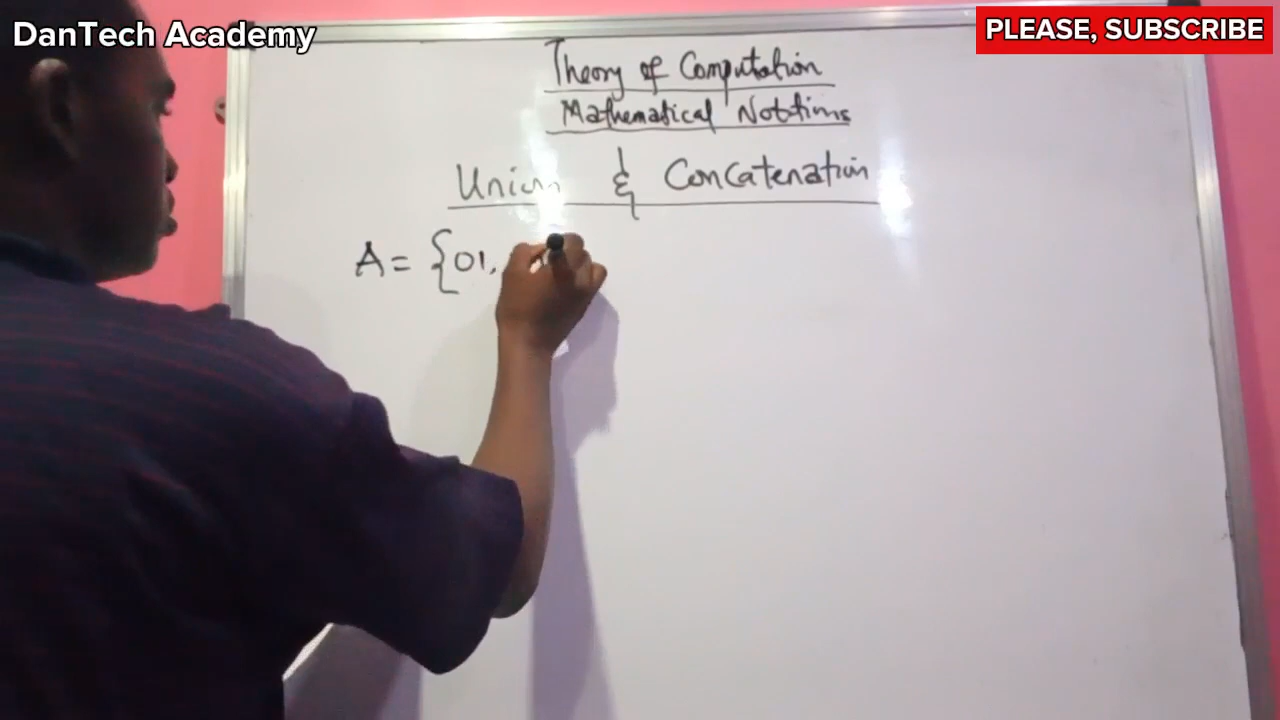 DanTech Academy
PLEASE, SUBSCRIBE
Theory of Computation
Mathematical Notations
Union & Concatenation
A = {01,